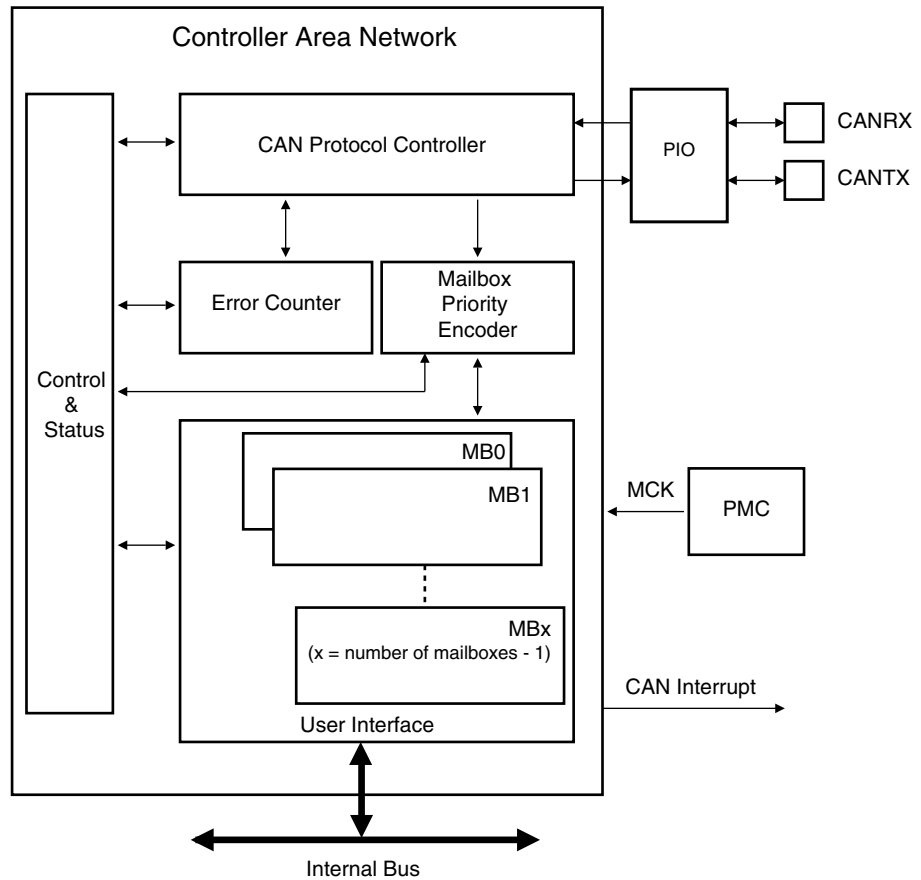 Controller Area Network
CAN Protocol Controller
PIO
CANRX
CANTX
Error Counter
Mailbox
Priority
Encoder
Control
&
Status
MB0
MB1
MCK
PMC
MBx
(x = number of mailboxes - 1)
CAN Interrupt
User Interface
Internal Bus